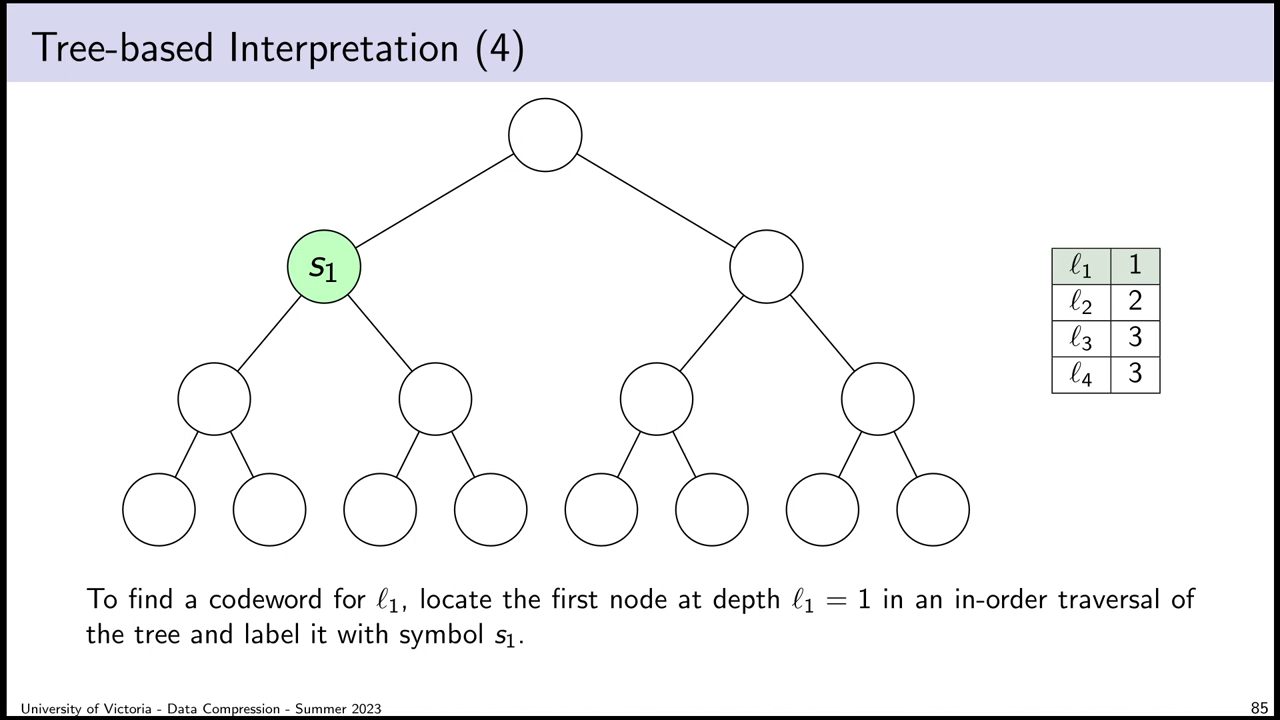 Tree-based Interpretation (4)
s₁
ℓ₁ 1
ℓ₂ 2
ℓ₃ 3
ℓ₄ 3
To find a codeword for ℓ₁, locate the first node at depth ℓ₁ = 1 in an in-order traversal of
the tree and label it with symbol s₁.
University of Victoria - Data Compression - Summer 2023
85